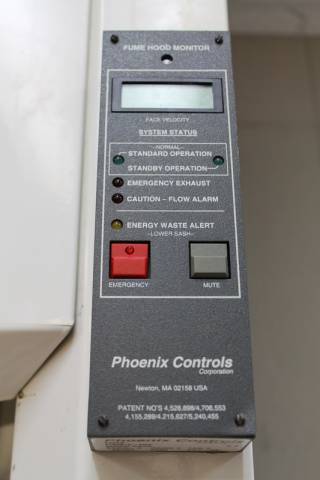 FUME HOOD MONITOR
FACE VELOCITY
SYSTEM STATUS
NORMAL
STANDARD OPERATION
STANDBY OPERATION
EMERGENCY EXHAUST
CAUTION – FLOW ALARM
ENERGY WASTE ALERT
–LOWER SASH–
EMERGENCY MUTE
Phoenix Controls
Corporation
Newton, MA 02158 USA
PATENT NO'S 4,528,898/4,706,553
4,155,289/4,215,627/5,240,455
Phoenix Controls